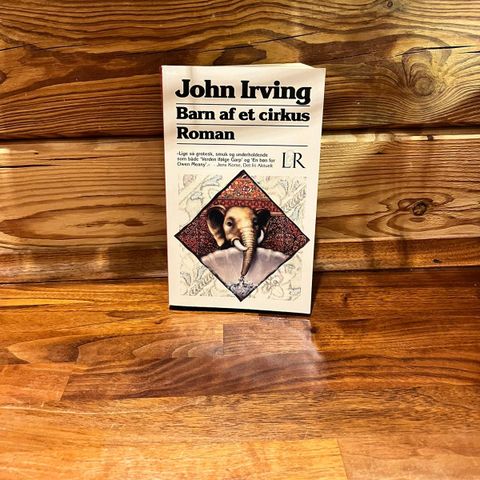 John Irving
Barn af et cirkus
Roman
»Lige så grotesk, smuk og underholdende
som både 'Verden ifølge Garp' og 'En bøn for
Owen Meany'.« - Jens Kistrup, Det fri Aktuelt
LR